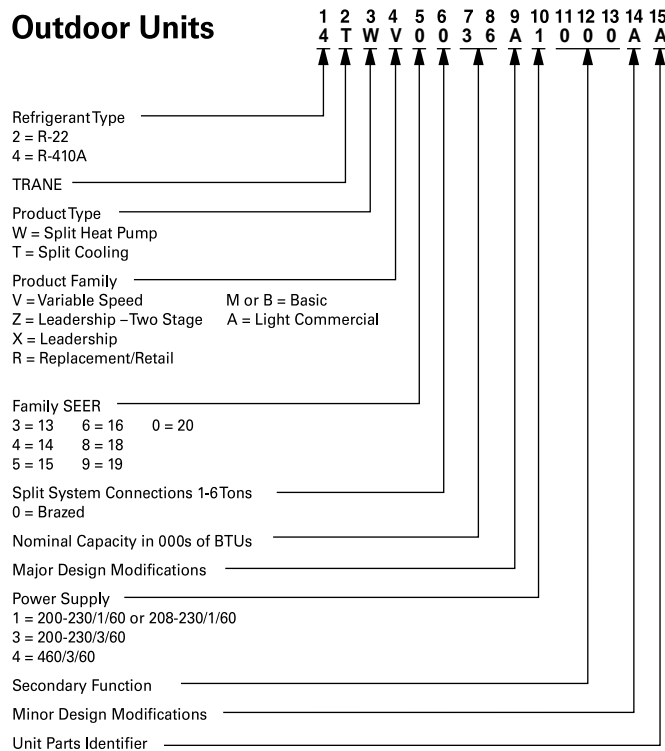 Outdoor Units
1 2 3 4 5 6 7 8 9 10 11 12 13 14 15
4 T W V 0 0 3 6 A 1 0 0 0 A A
Refrigerant Type
2 = R-22
4 = R-410A
TRANE
Product Type
W = Split Heat Pump
T = Split Cooling
Product Family
V = Variable Speed M or B = Basic
Z = Leadership – Two Stage A = Light Commercial
X = Leadership
R = Replacement/Retail
Family SEER
3 = 13 6 = 16 0 = 20
4 = 14 8 = 18
5 = 15 9 = 19
Split System Connections 1-6 Tons
0 = Brazed
Nominal Capacity in 000s of BTUs
Major Design Modifications
Power Supply
1 = 200-230/1/60 or 208-230/1/60
3 = 200-230/3/60
4 = 460/3/60
Secondary Function
Minor Design Modifications
Unit Parts Identifier